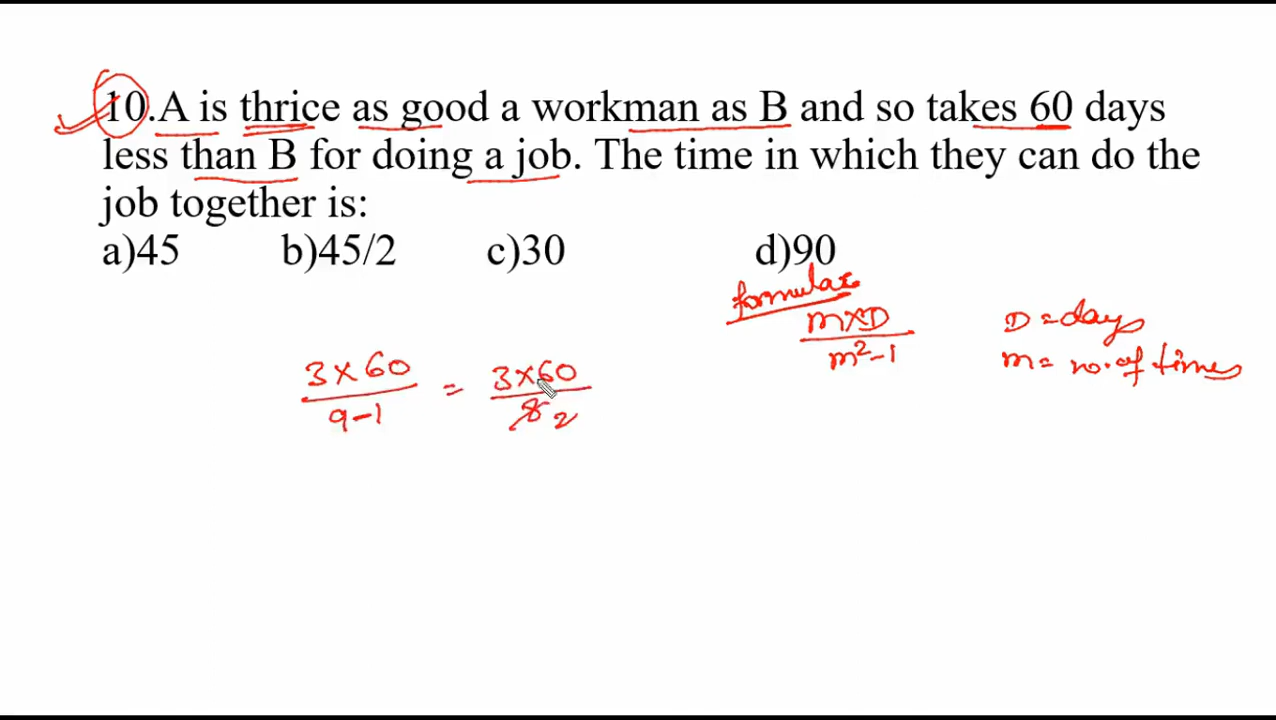 10.A is thrice as good a workman as B and so takes 60 days
less than B for doing a job. The time in which they can do the
job together is:
a)45 b)45/2 c)30 d)90
formulas
m×D
m²-1
D = days
m = no. of times
3×60
9-1
=
3×60
8 2